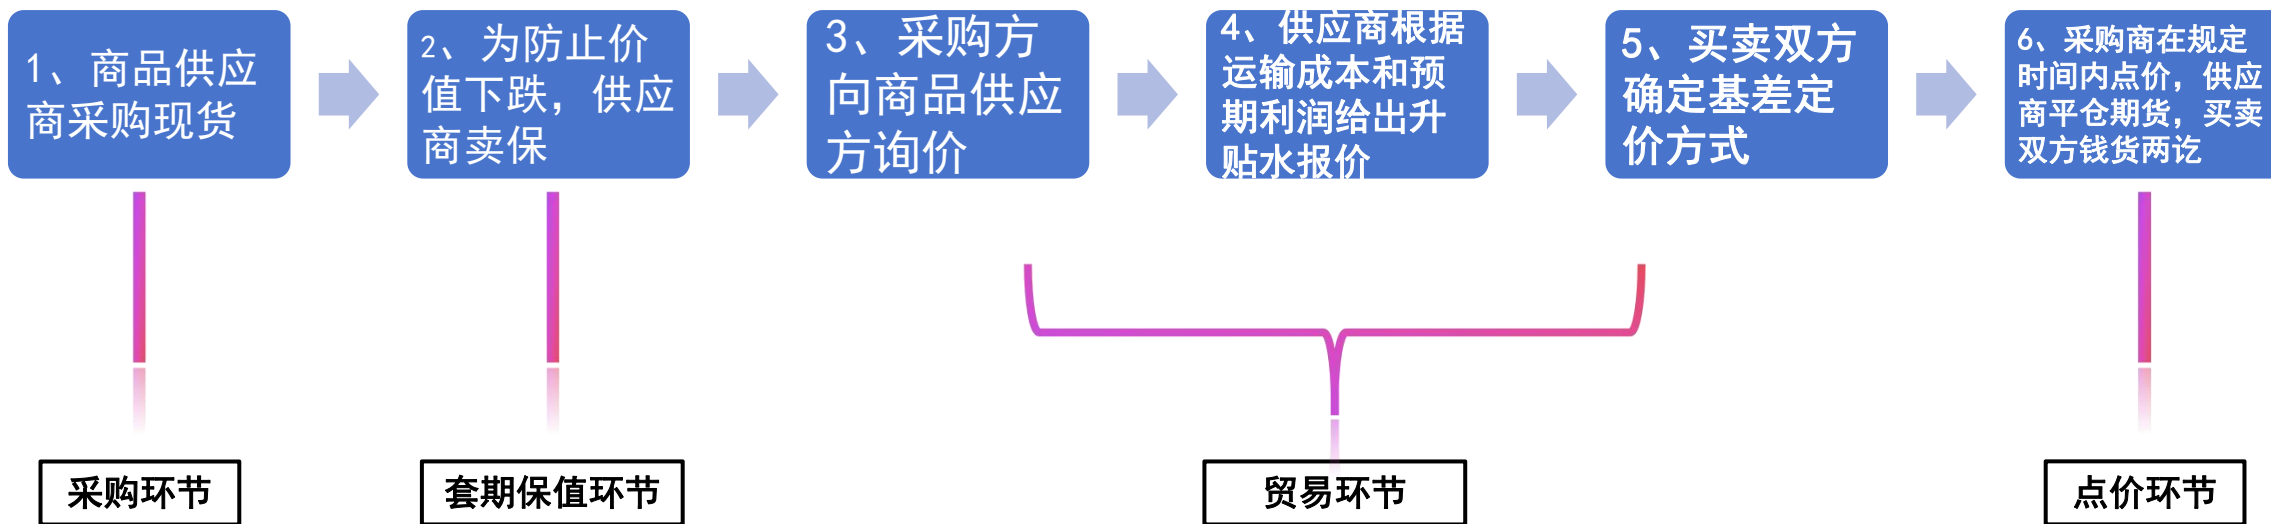 1、商品供应
商采购现货
2、为防止价
值下跌，供应
商卖保
3、采购方
向商品供应
方询价
4、供应商根据
运输成本和预
期利润给出升
贴水报价
5、买卖双方
确定基差定
价方式
6、采购商在规定
时间内点价，供应
商平仓期货，买卖
双方钱货两讫
采购环节
套期保值环节
贸易环节
点价环节